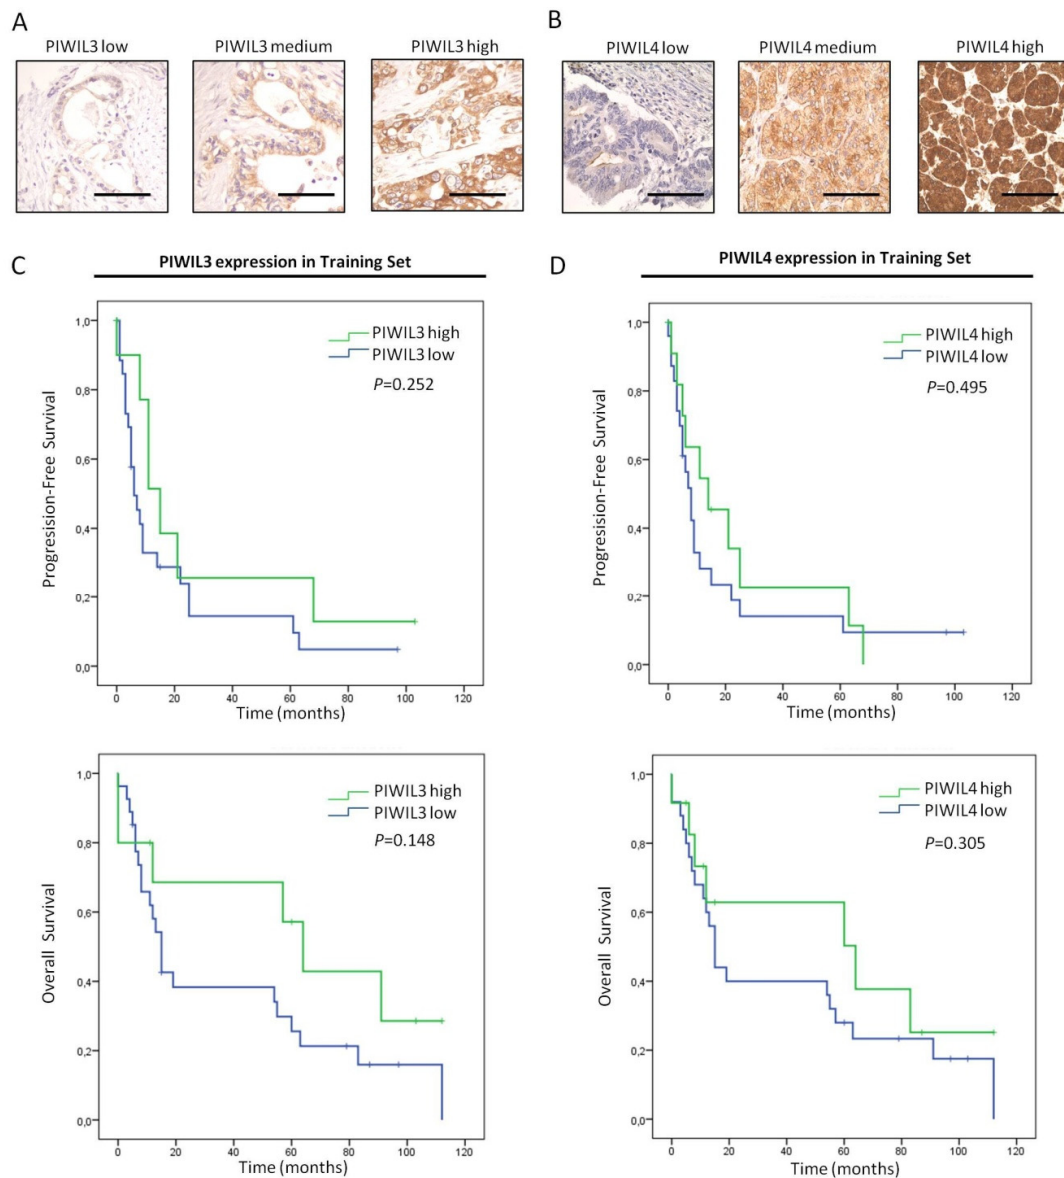 A
PIWIL3 low
PIWIL3 medium
PIWIL3 high
B
PIWIL4 low
PIWIL4 medium
PIWIL4 high
C
PIWIL3 expression in Training Set
1,0
0,8
0,6
0,4
0,2
0,0
Progresision-Free Survival
PIWIL3 high
PIWIL3 low
P=0.252
0 20 40 60 80 100 120
Time (months)
D
PIWIL4 expression in Training Set
1,0
0,8
0,6
0,4
0,2
0,0
Progresision-Free Survival
PIWIL4 high
PIWIL4 low
P=0.495
0 20 40 60 80 100 120
Time (months)
1,0
0,8
0,6
0,4
0,2
0,0
Overall Survival
PIWIL3 high
PIWIL3 low
P=0.148
0 20 40 60 80 100 120
Time (months)
1,0
0,8
0,6
0,4
0,2
0,0
Overall Survival
PIWIL4 high
PIWIL4 low
P=0.305
0 20 40 60 80 100 120
Time (months)